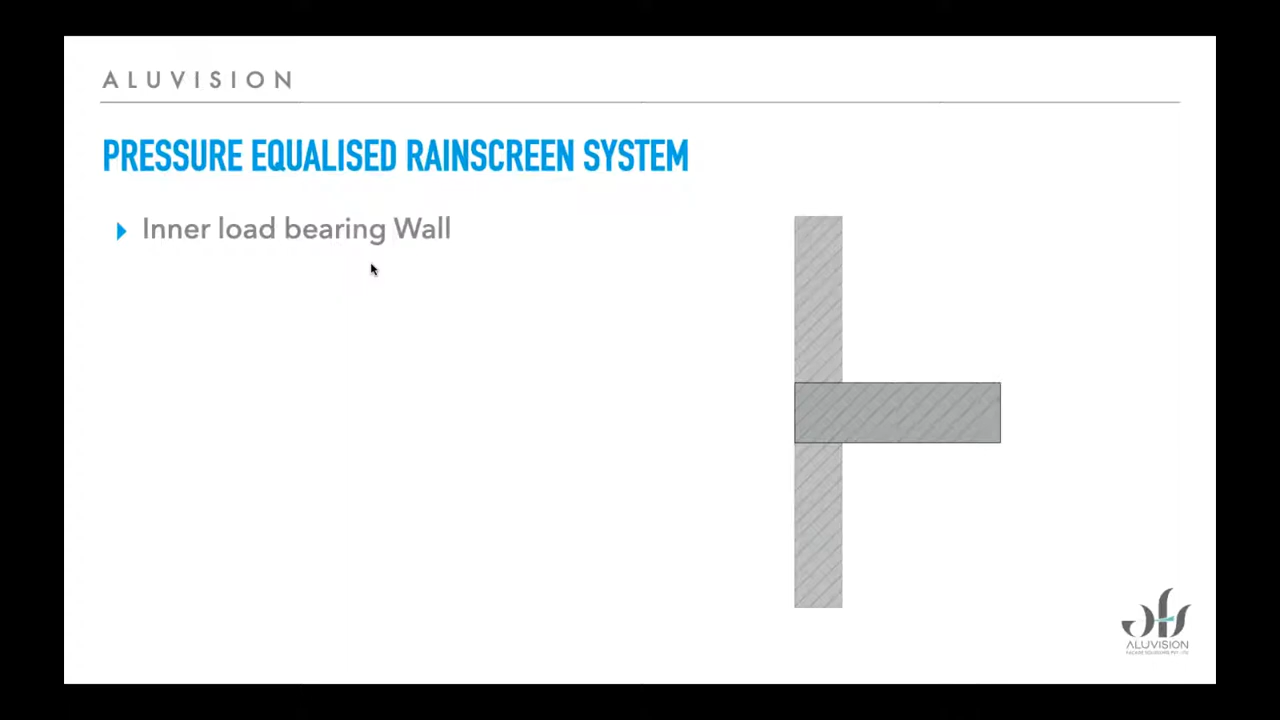 ALUVISION
PRESSURE EQUALISED RAINSCREEN SYSTEM
Inner load bearing Wall
ALUVISION